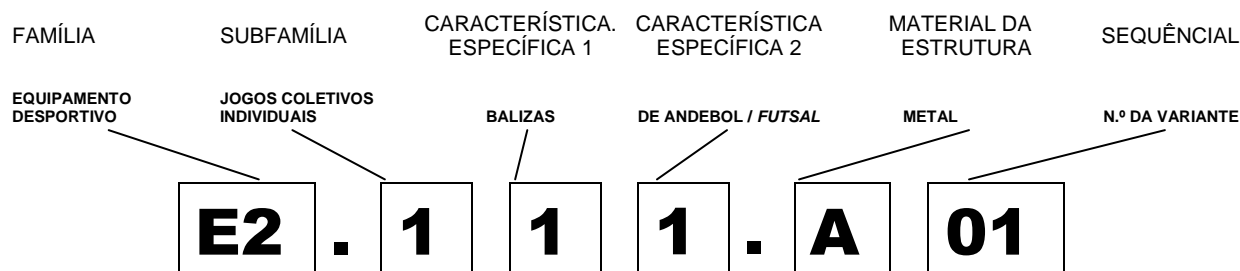 FAMÍLIA
SUBFAMÍLIA
CARACTERÍSTICA.
ESPECÍFICA 1
CARACTERÍSTICA
ESPECÍFICA 2
MATERIAL DA
ESTRUTURA
SEQUÊNCIAL
EQUIPAMENTO
DESPORTIVO
JOGOS COLETIVOS
INDIVIDUAIS
BALIZAS
DE ANDEBOL / FUTSAL
METAL
N.º DA VARIANTE
E2 . 1 1 1 . A 01